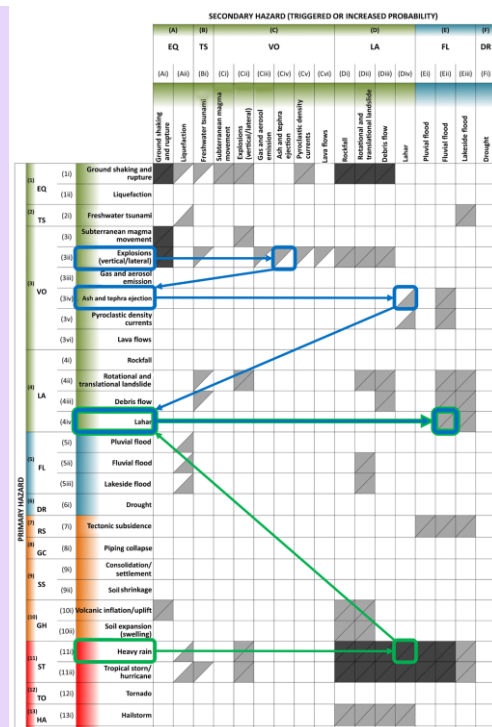 SECONDARY HAZARD (TRIGGERED OR INCREASED PROBABILITY)
(A) (B) (C) (D) (E) (F)
EQ TS VO LA FL DR
(Ai) (Aii) (Bi) (Ci) (Cii) (Ciii) (Civ) (Cv) (Cvi) (Di) (Dii) (Diii) (Div) (Ei) (Eii) (Eiii) (Fi)
Ground shaking
and rupture
Liquefaction
Freshwater tsunami
Subterranean magma
movement
Explosions
(vertical/lateral)
Gas and aerosol
emission
Ash and tephra
ejection
Pyroclastic density
currents
Lava flows
Rockfall
Rotational and
translational landslide
Debris flow
Lahar
Pluvial flood
Fluvial flood
Lakeside flood
Drought
PRIMARY HAZARD
(1)
EQ
(1i) Ground shaking and
rupture
(1ii) Liquefaction
(2)
TS
(2i) Freshwater tsunami
(3)
VO
(3i) Subterranean magma
movement
(3ii) Explosions
(vertical/lateral)
(3iii) Gas and aerosol
emission
(3iv) Ash and tephra ejection
(3v) Pyroclastic density
currents
(3vi) Lava flows
(4)
LA
(4i) Rockfall
(4ii) Rotational and
translational landslide
(4iii) Debris flow
(4iv Lahar
(5)
FL
(5i) Pluvial flood
(5ii) Fluvial flood
(5iii) Lakeside flood
(6)
DR
(6i) Drought
(7)
RS
(7i) Tectonic subsidence
(8)
GC
(8i) Piping collapse
(9)
SS
(9i) Consolidation/
settlement
(9ii) Soil shrinkage
(10)
GH
(10i) Volcanic inflation/uplift
(10ii) Soil expansion
(swelling)
(11)
ST
(11i) Heavy rain
(11ii) Tropical storn/
hurricane
(12)
TO
(12i) Tornado
(13)
HA
(13i) Hailstorm